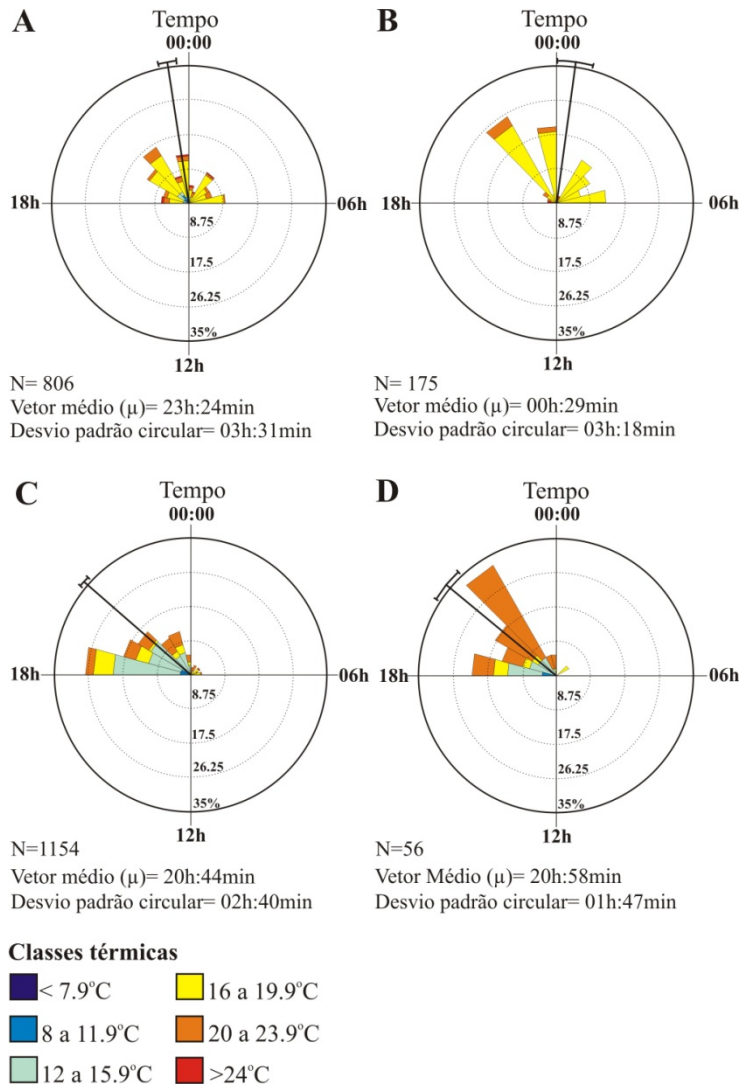 A
Tempo
00:00
18h
06h
8.75
17.5
26.25
35%
12h
N= 806
Vetor médio (µ)= 23h:24min
Desvio padrão circular= 03h:31min
B
Tempo
00:00
18h
06h
8.75
17.5
26.25
35%
12h
N= 175
Vetor médio (µ)= 00h:29min
Desvio padrão circular= 03h:18min
C
Tempo
00:00
18h
06h
8.75
17.5
26.25
35%
12h
N=1154
Vetor médio (µ)= 20h:44min
Desvio padrão circular= 02h:40min
D
Tempo
00:00
18h
06h
8.75
17.5
26.25
35%
12h
N=56
Vetor Médio (µ)= 20h:58min
Desvio padrão circular= 01h:47min
Classes térmicas
< 7.9°C
8 a 11.9°C
12 a 15.9°C
16 a 19.9°C
20 a 23.9°C
>24°C